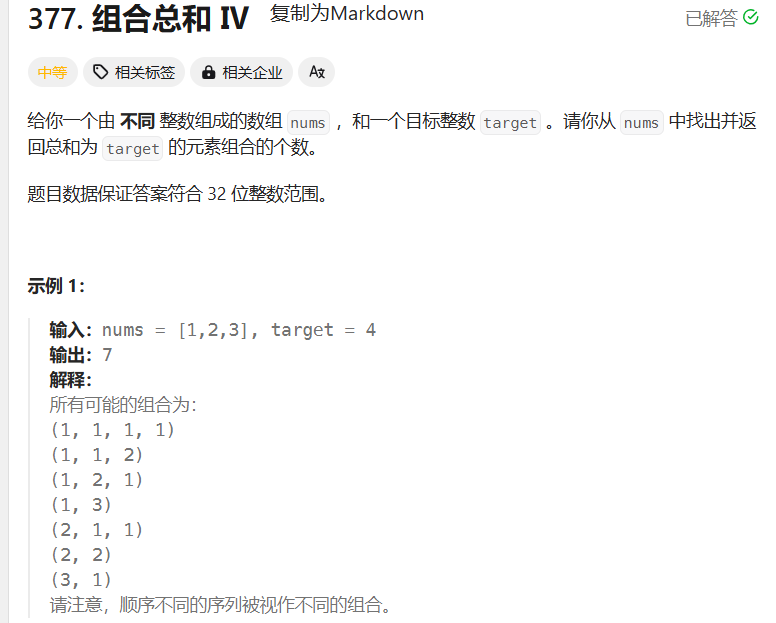 377. 组合总和 IV 复制为Markdown 已解答
中等 相关标签 相关企业 Aあ
给你一个由 不同 整数组成的数组 nums ，和一个目标整数 target 。请你从 nums 中找出并返
回总和为 target 的元素组合的个数。
题目数据保证答案符合 32 位整数范围。
示例 1：
输入：nums = [1,2,3], target = 4
输出：7
解释：
所有可能的组合为：
(1, 1, 1, 1)
(1, 1, 2)
(1, 2, 1)
(1, 3)
(2, 1, 1)
(2, 2)
(3, 1)
请注意，顺序不同的序列被视作不同的组合。